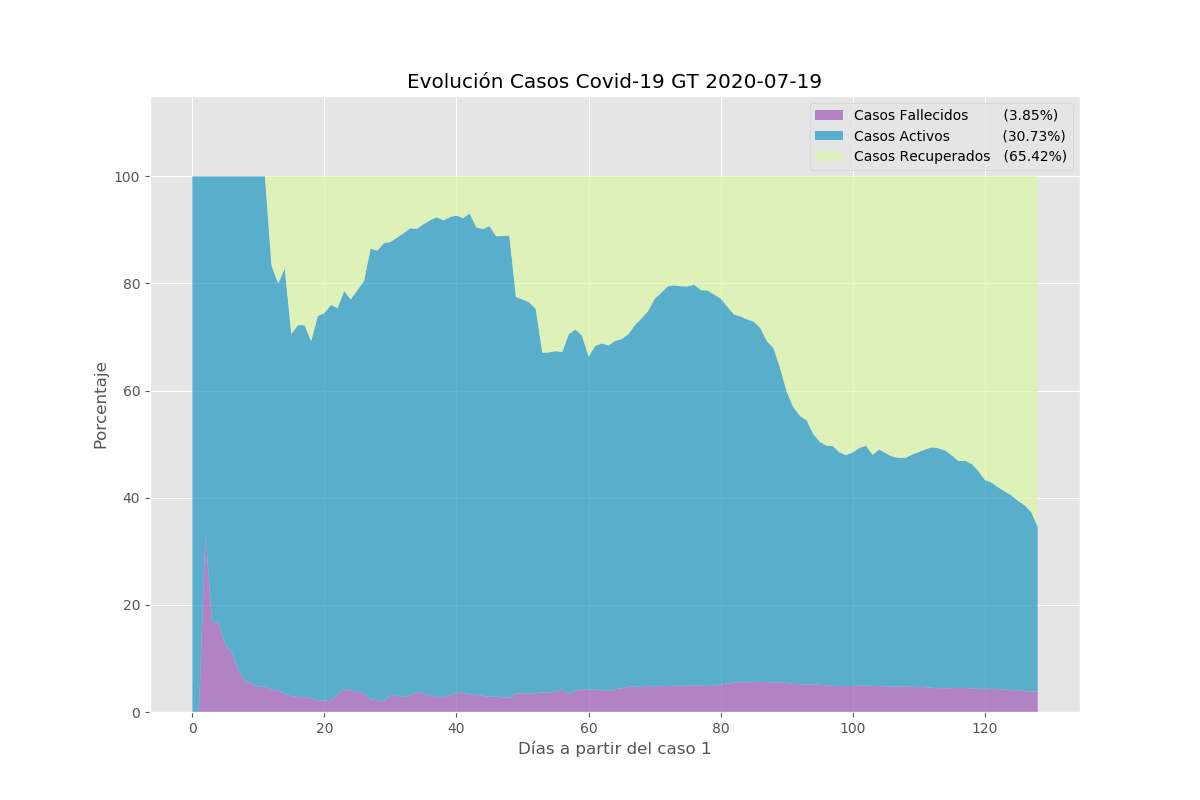 Evolución Casos Covid-19 GT 2020-07-19
Casos Fallecidos (3.85%)
Casos Activos (30.73%)
Casos Recuperados (65.42%)
Porcentaje
100
80
60
40
20
0
0 20 40 60 80 100 120
Días a partir del caso 1